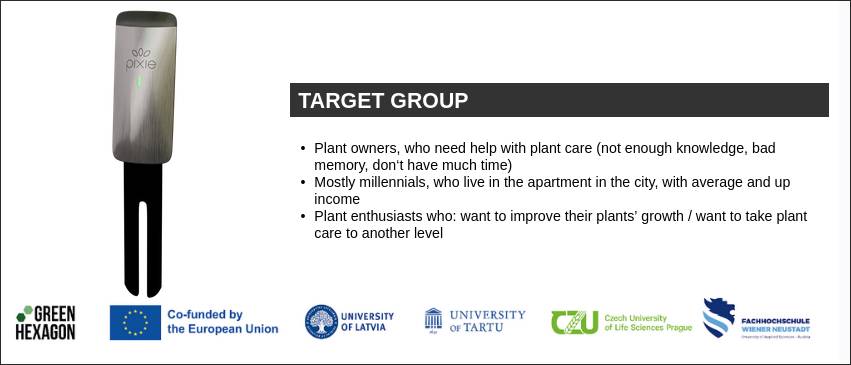 pixie
TARGET GROUP
• Plant owners, who need help with plant care (not enough knowledge, bad
memory, don‘t have much time)
• Mostly millennials, who live in the apartment in the city, with average and up
income
• Plant enthusiasts who: want to improve their plants’ growth / want to take plant
care to another level
GREEN
HEXAGON
Co-funded by
the European Union
UNIVERSITY
OF LATVIA
UNIVERSITY
OF TARTU
1632
CZU
Czech University
of Life Sciences Prague
FACHHOCHSCHULE
WIENER NEUSTADT
University of Applied Sciences - Austria